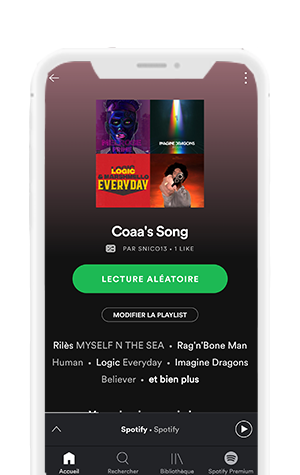 IMAGINE DRAGONS
LOGIC
& MARSHMELLO
EVERYDAY
Coaa's Song
PAR SNICO13 • 1 LIKE
LECTURE ALÉATOIRE
MODIFIER LA PLAYLIST
Rilès MYSELF N THE SEA • Rag'n'Bone Man
Human • Logic Everyday • Imagine Dragons
Believer • et bien plus
Spotify • Spotify
Accueil Rechercher Bibliothèque Spotify Premium